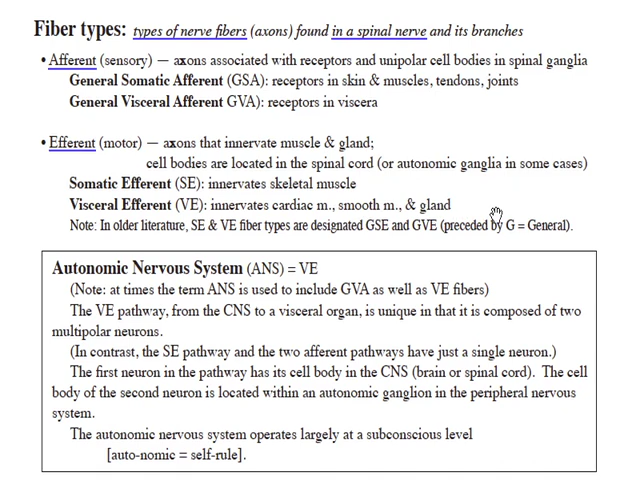 Fiber types: types of nerve fibers (axons) found in a spinal nerve and its branches
• Afferent (sensory) — axons associated with receptors and unipolar cell bodies in spinal ganglia
General Somatic Afferent (GSA): receptors in skin & muscles, tendons, joints
General Visceral Afferent GVA): receptors in viscera
• Efferent (motor) — axons that innervate muscle & gland;
cell bodies are located in the spinal cord (or autonomic ganglia in some cases)
Somatic Efferent (SE): innervates skeletal muscle
Visceral Efferent (VE): innervates cardiac m., smooth m., & gland
Note: In older literature, SE & VE fiber types are designated GSE and GVE (preceded by G = General).
Autonomic Nervous System (ANS) = VE
(Note: at times the term ANS is used to include GVA as well as VE fibers)
The VE pathway, from the CNS to a visceral organ, is unique in that it is composed of two
multipolar neurons.
(In contrast, the SE pathway and the two afferent pathways have just a single neuron.)
The first neuron in the pathway has its cell body in the CNS (brain or spinal cord). The cell
body of the second neuron is located within an autonomic ganglion in the peripheral nervous
system.
The autonomic nervous system operates largely at a subconscious level
[auto-nomic = self-rule].